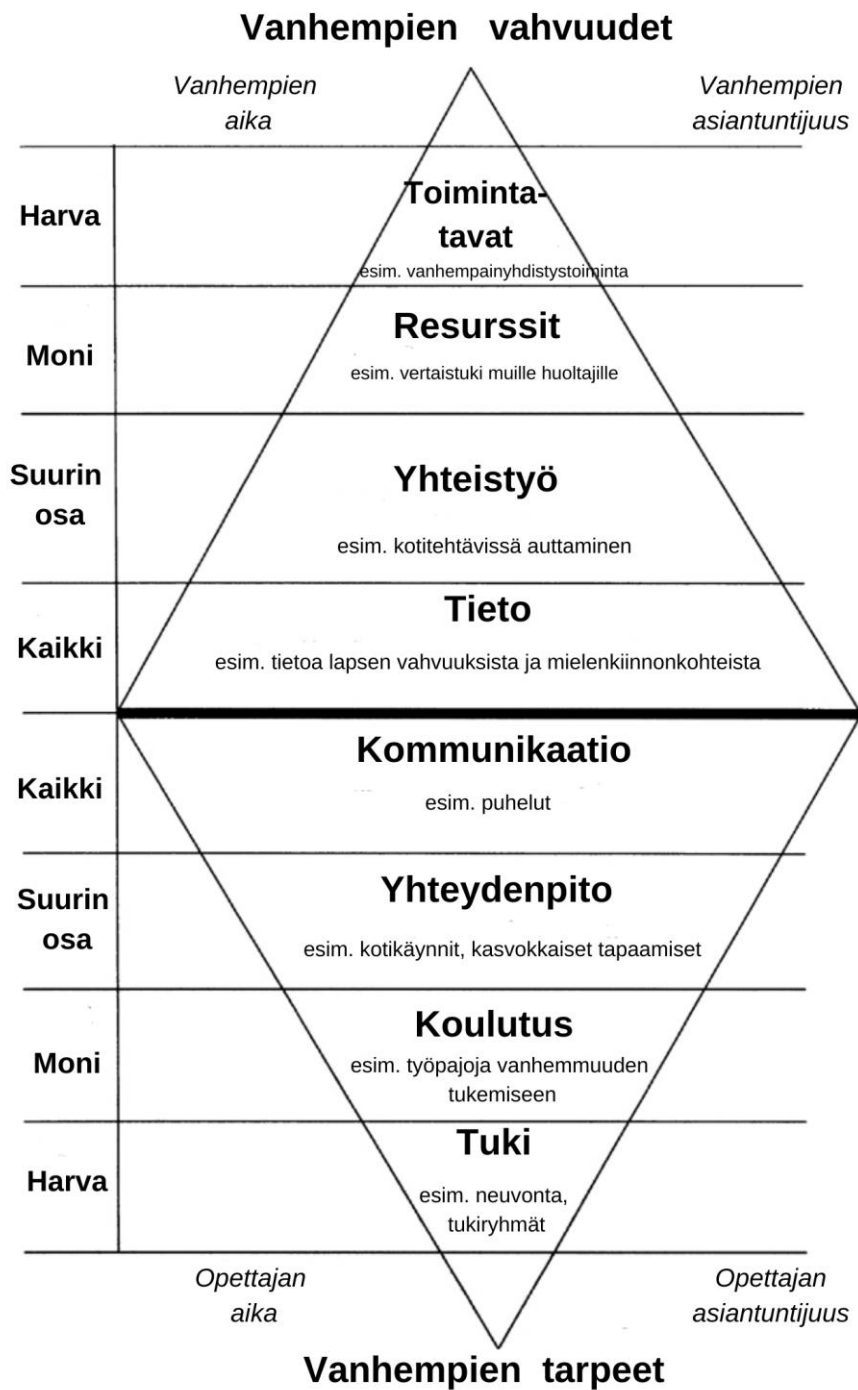 Vanhempien vahvuudet
Vanhempien
aika
Vanhempien
asiantuntijuus
Harva
Toiminta-
tavat
esim. vanhempainyhdistystoiminta
Moni
Resurssit
esim. vertaistuki muille huoltajille
Suurin
osa
Yhteistyö
esim. kotitehtävissä auttaminen
Kaikki
Tieto
esim. tietoa lapsen vahvuuksista ja mielenkiinnonkohteista
Kaikki
Kommunikaatio
esim. puhelut
Suurin
osa
Yhteydenpito
esim. kotikäynnit, kasvokkaiset tapaamiset
Moni
Koulutus
esim. työpajoja vanhemmuuden
tukemiseen
Harva
Tuki
esim. neuvonta,
tukiryhmät
Opettajan
aika
Opettajan
asiantuntijuus
Vanhempien tarpeet